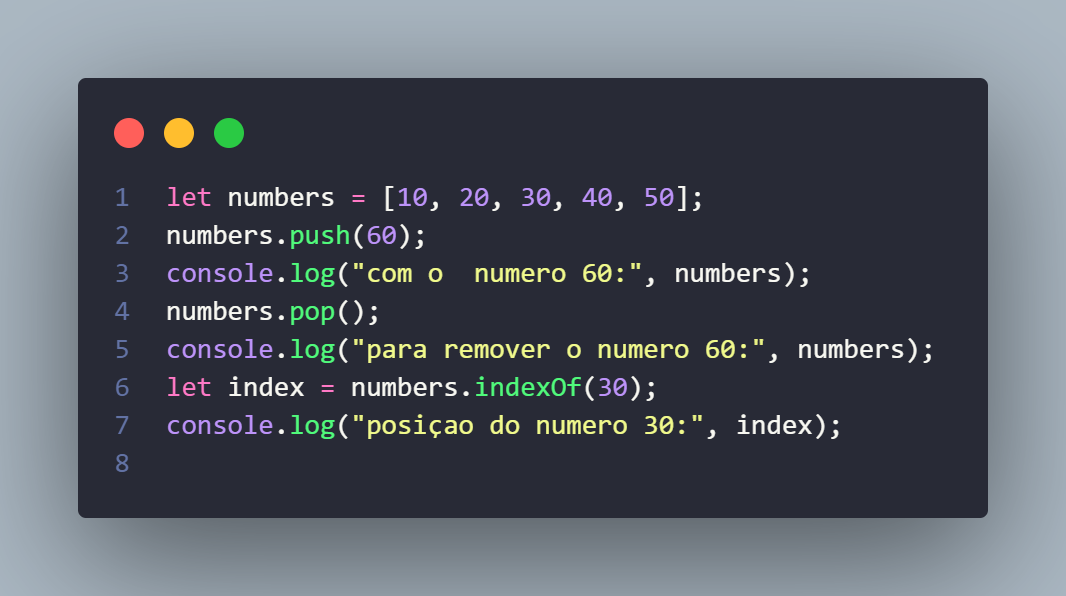 1 let numbers = [10, 20, 30, 40, 50];
2 numbers.push(60);
3 console.log("com o  numero 60:", numbers);
4 numbers.pop();
5 console.log("para remover o numero 60:", numbers);
6 let index = numbers.indexOf(30);
7 console.log("posiçao do numero 30:", index);
8